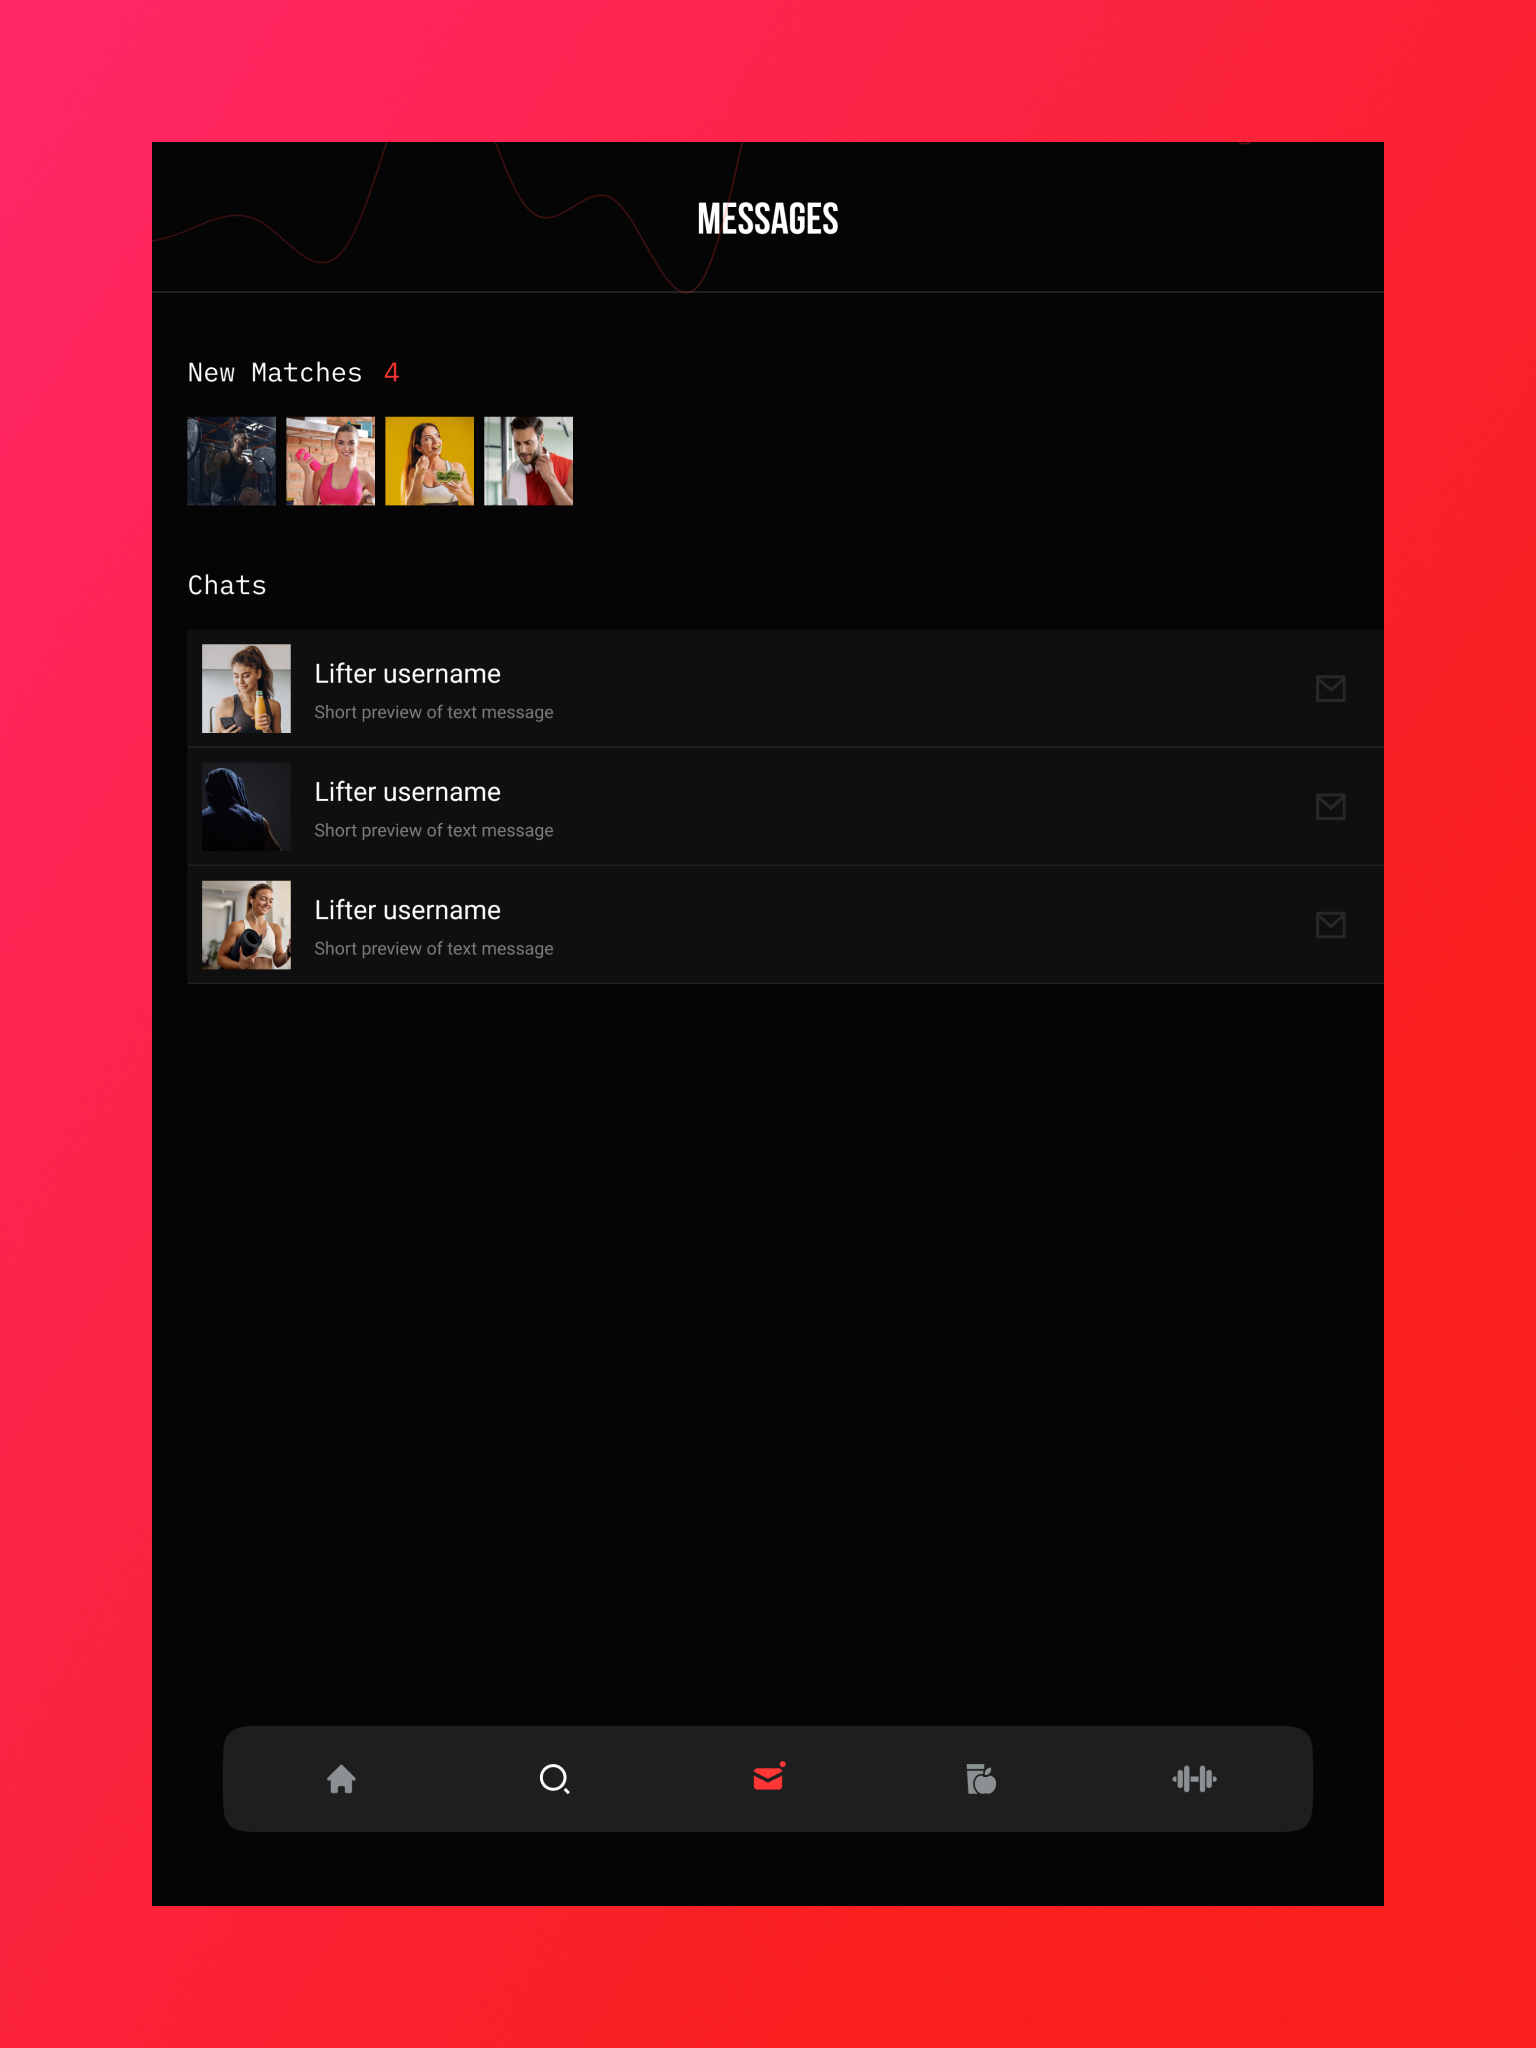 MESSAGES
New Matches 4
Chats
Lifter username
Short preview of text message
Lifter username
Short preview of text message
Lifter username
Short preview of text message